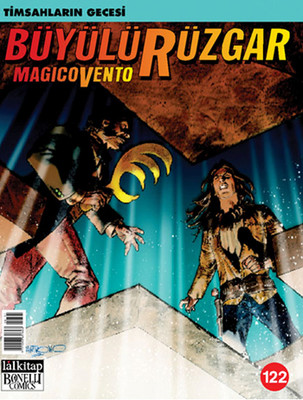 TİMSAHLARIN GECESİ
BÜYÜLÜ RÜZGAR
MAGICO VENTO
lâlkitap
BONELLI
COMICS
122